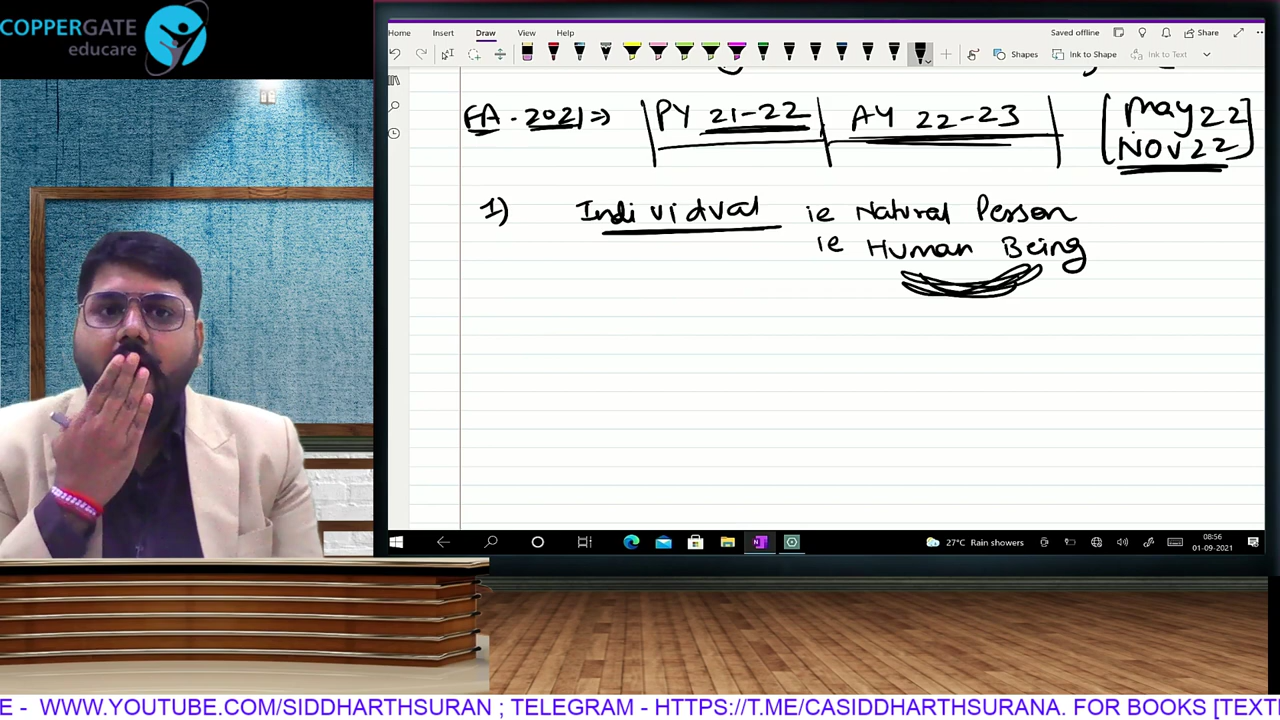 COPPERGATE
educare
Home Insert Draw View Help
Saved offline
Share
Shapes
Ink to Shape
Ink to Text
FA - 2021 ⇒ PY 21-22 AY 22-23 [May 22
NOV 22]
1) Individual ie Natural Person
ie Human Being
27°C Rain showers
08:56
01-09-2021
E - WWW.YOUTUBE.COM/SIDDHARTHSURAN ; TELEGRAM - HTTPS://T.ME/CASIDDHARTHSURANA. FOR BOOKS [TEXT